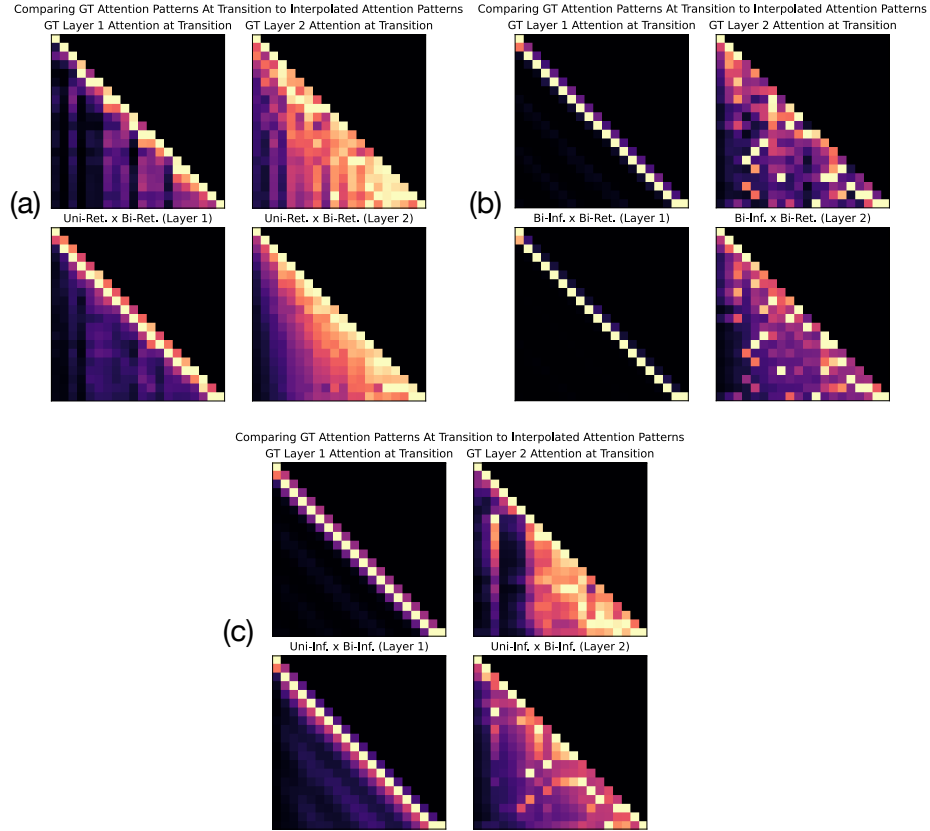 Comparing GT Attention Patterns At Transition to Interpolated Attention Patterns
GT Layer 1 Attention at Transition
GT Layer 2 Attention at Transition
(a)
Uni-Ret. x Bi-Ret. (Layer 1)
Uni-Ret. x Bi-Ret. (Layer 2)
Comparing GT Attention Patterns At Transition to Interpolated Attention Patterns
GT Layer 1 Attention at Transition
GT Layer 2 Attention at Transition
(b)
Bi-Inf. x Bi-Ret. (Layer 1)
Bi-Inf. x Bi-Ret. (Layer 2)
Comparing GT Attention Patterns At Transition to Interpolated Attention Patterns
GT Layer 1 Attention at Transition
GT Layer 2 Attention at Transition
(c)
Uni-Inf. x Bi-Inf. (Layer 1)
Uni-Inf. x Bi-Inf. (Layer 2)